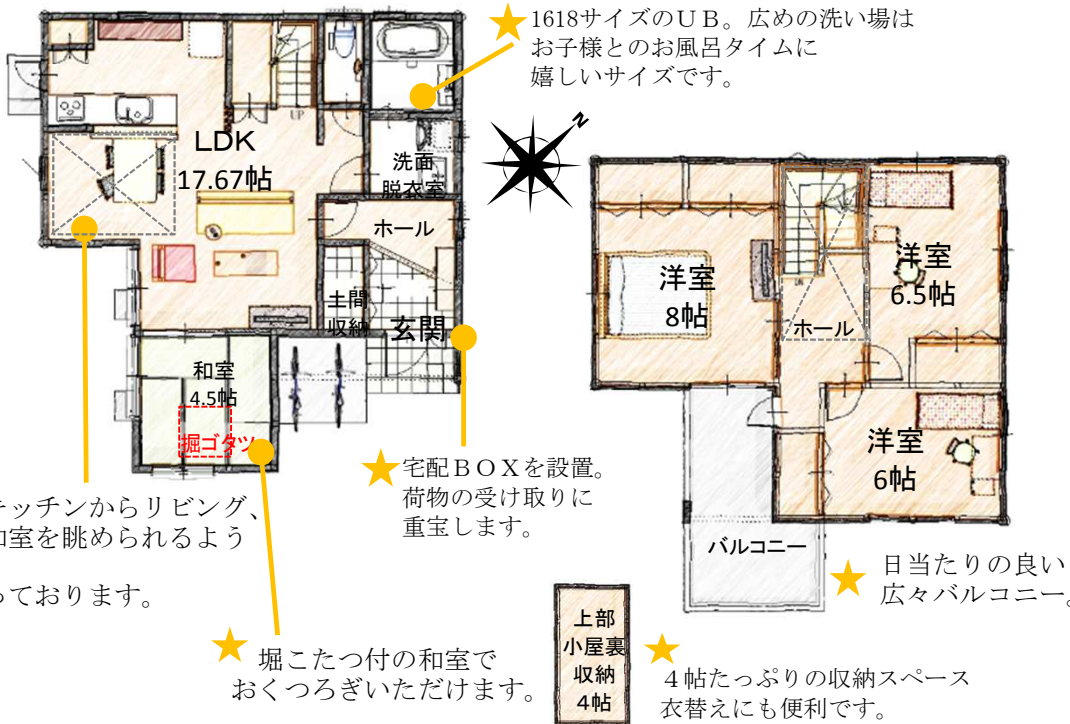 1618サイズのＵＢ。広めの洗い場は
お子様とのお風呂タイムに
嬉しいサイズです。
N
LDK
17.67帖
UP
洗面
脱衣室
ホール
土間
収納
玄関
和室
4.5帖
掘ゴタツ
洋室
8帖
洋室
6.5帖
ホール
洋室
6帖
バルコニー
宅配ＢＯＸを設置。
荷物の受け取りに
重宝します。
ッチンからリビング、
和室を眺められるよう
っております。
日当たりの良い
広々バルコニー。
掘こたつ付の和室で
おくつろぎいただけます。
上部
小屋裏
収納
4帖
４帖たっぷりの収納スペース
衣替えにも便利です。